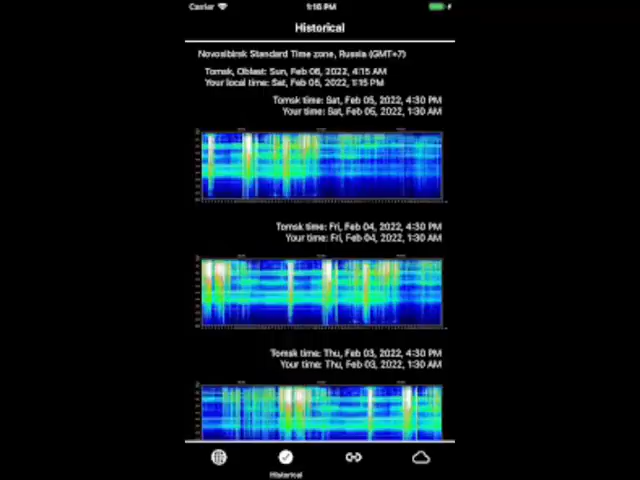 Carrier 1:16 PM
Historical
Novosibirsk Standard Time zone, Russia (GMT+7)
Tomsk, Oblast: Sun, Feb 06, 2022, 4:15 AM
Your local time: Sat, Feb 05, 2022, 1:15 PM
Tomsk time: Sat, Feb 05, 2022, 4:30 PM
Your time: Sat, Feb 05, 2022, 1:30 AM
Tomsk time: Fri, Feb 04, 2022, 4:30 PM
Your time: Fri, Feb 04, 2022, 1:30 AM
Tomsk time: Thu, Feb 03, 2022, 4:30 PM
Your time: Thu, Feb 03, 2022, 1:30 AM
Historical